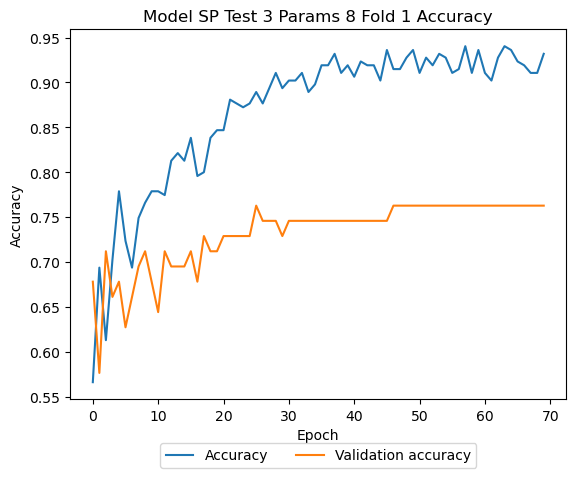 Model SP Test 3 Params 8 Fold 1 Accuracy
0.95
0.90
0.85
0.80
0.75
0.70
0.65
0.60
0.55
Accuracy
0 10 20 30 40 50 60 70
Epoch
Accuracy Validation accuracy